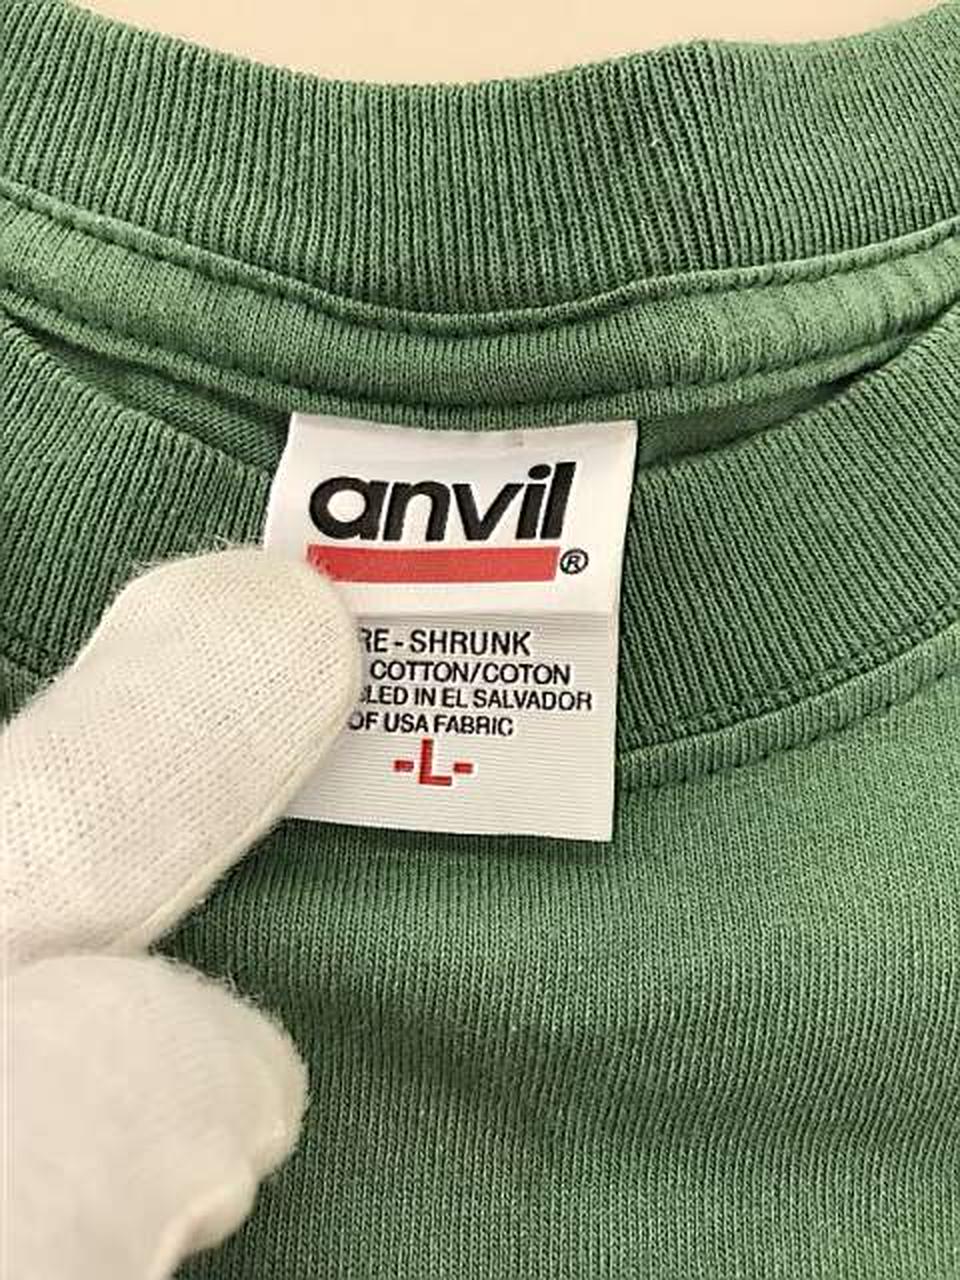 anvil®
RE-SHRUNK
COTTON/COTON
LED IN EL SALVADOR
OF USA FABRIC
-L-